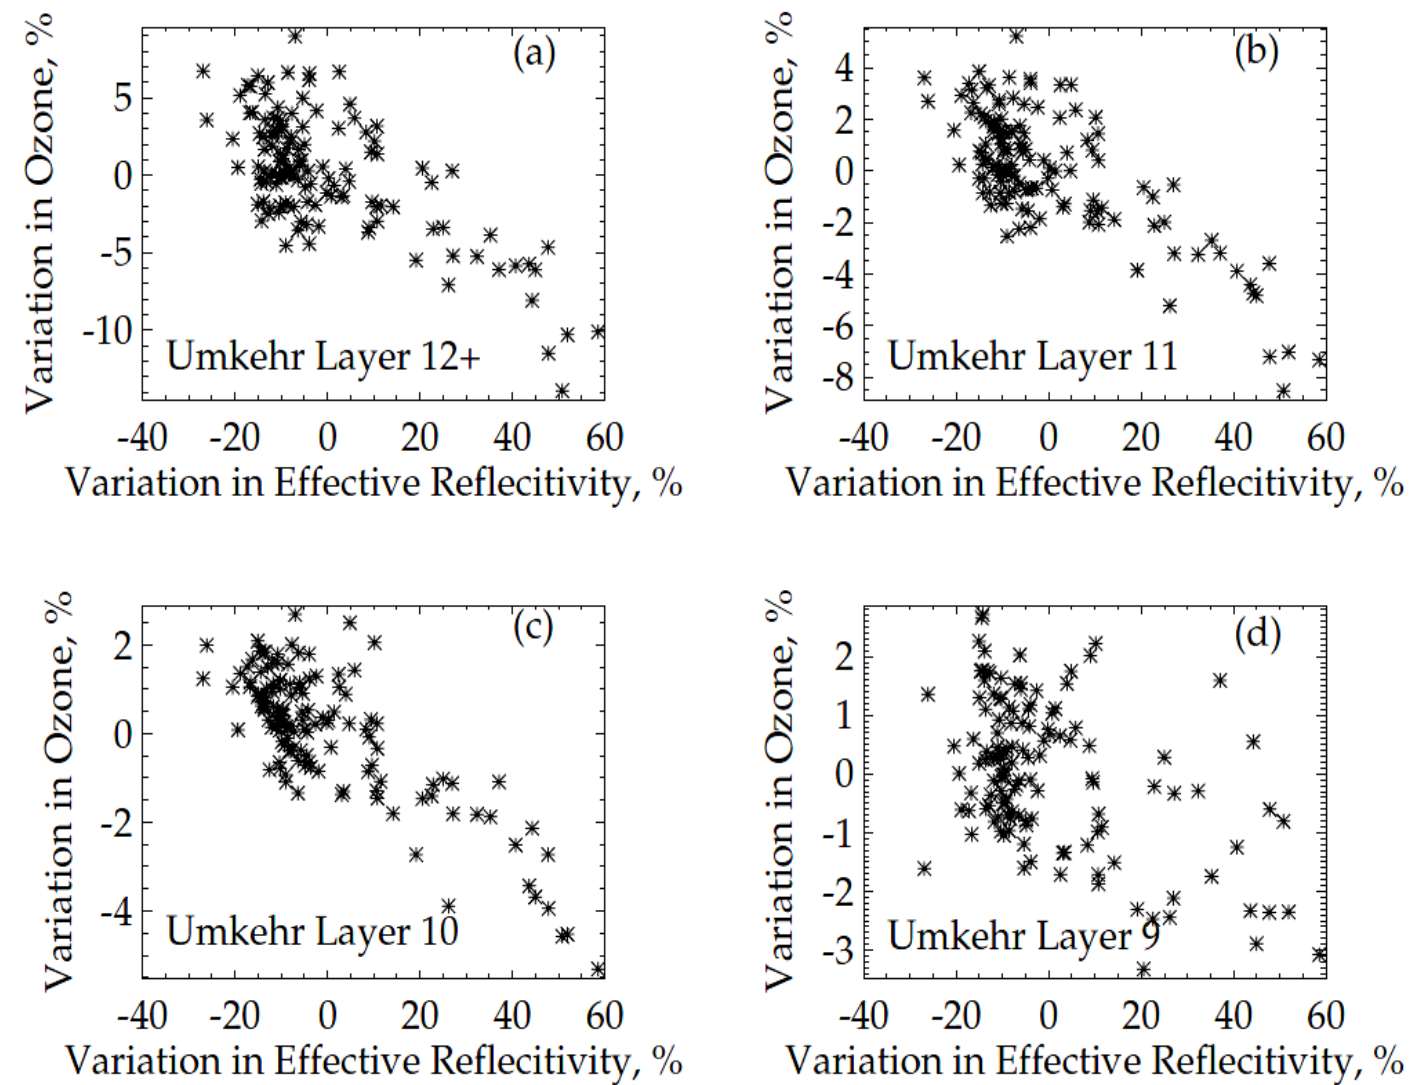 Variation in Ozone, %
5
0
-5
-10
(a)
Umkehr Layer 12+
-40 -20 0 20 40 60
Variation in Effective Reflecitivity, %
Variation in Ozone, %
4
2
0
-2
-4
-6
-8
(b)
Umkehr Layer 11
-40 -20 0 20 40 60
Variation in Effective Reflecitivity, %
Variation in Ozone, %
2
0
-2
-4
(c)
Umkehr Layer 10
-40 -20 0 20 40 60
Variation in Effective Reflecitivity, %
Variation in Ozone, %
2
1
0
-1
-2
-3
(d)
Umkehr Layer 9
-40 -20 0 20 40 60
Variation in Effective Reflecitivity, %